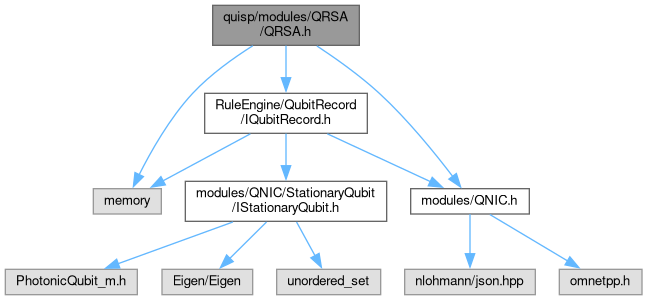 quisp/modules/QRSA
/QRSA.h
RuleEngine/QubitRecord
/IQubitRecord.h
memory
modules/QNIC/StationaryQubit
/IStationaryQubit.h
modules/QNIC.h
PhotonicQubit_m.h
Eigen/Eigen
unordered_set
nlohmann/json.hpp
omnetpp.h